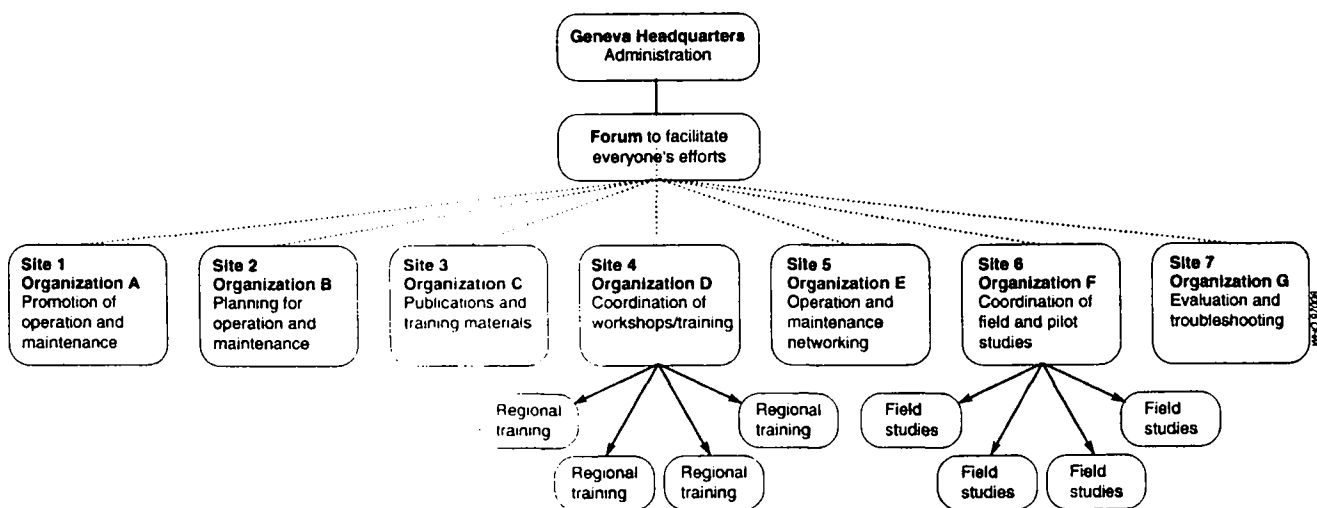 Geneva Headquarters
Administration
Forum to facilitate
everyone's efforts
Site 1
Organization A
Promotion of
operation and
maintenance
Site 2
Organization B
Planning for
operation and
maintenance
Site 3
Organization C
Publications and
training materials
Site 4
Organization D
Coordination of
workshops/training
Site 5
Organization E
Operation and
maintenance
networking
Site 6
Organization F
Coordination of
field and pilot
studies
Site 7
Organization G
Evaluation and
troubleshooting
Regional
training
Regional
training
Regional
training
Regional
training
Field
studies
Field
studies
Field
studies
Field
studies